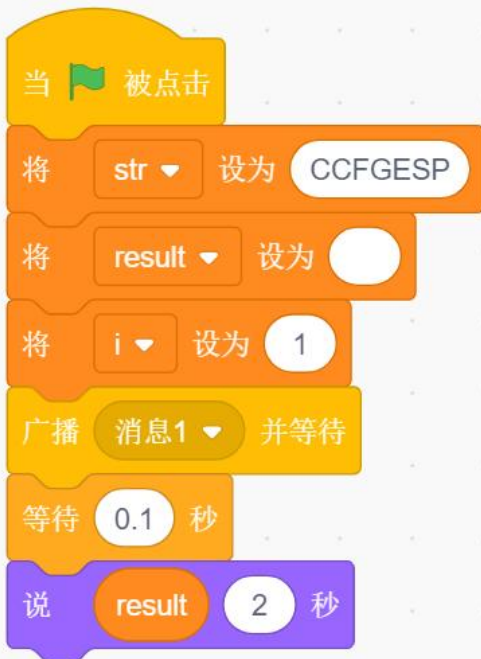 当 被点击
将 str 设为 CCFGESP
将 result 设为
将 i 设为 1
广播 消息1 并等待
等待 0.1 秒
说 result 2 秒